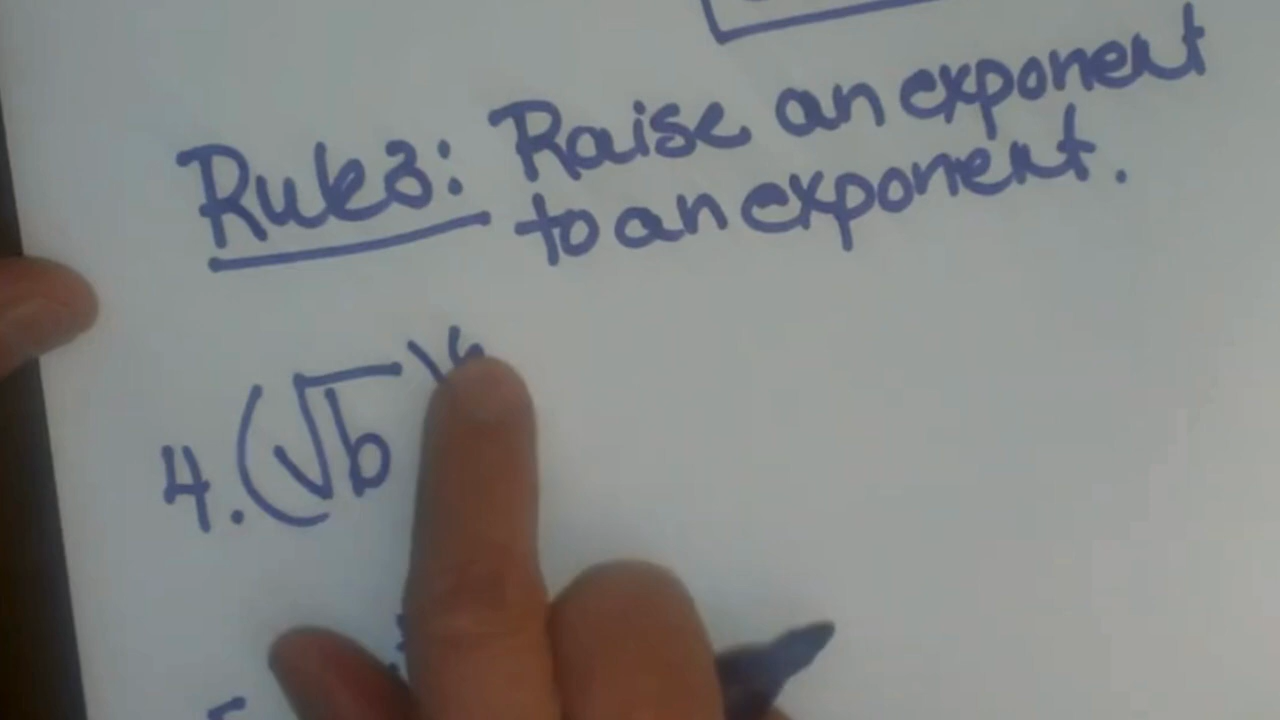 Rule 3: Raise an exponent
to an exponent.
4. (√b)